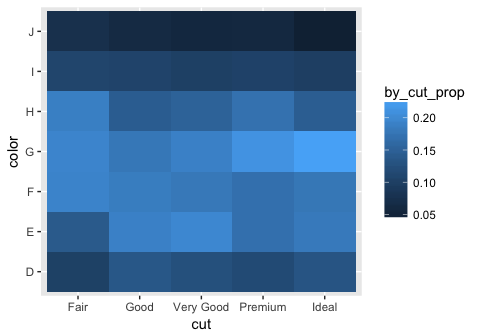 J
I
H
G
F
E
D
color
Fair Good Very Good Premium Ideal
cut
by_cut_prop
0.20
0.15
0.10
0.05